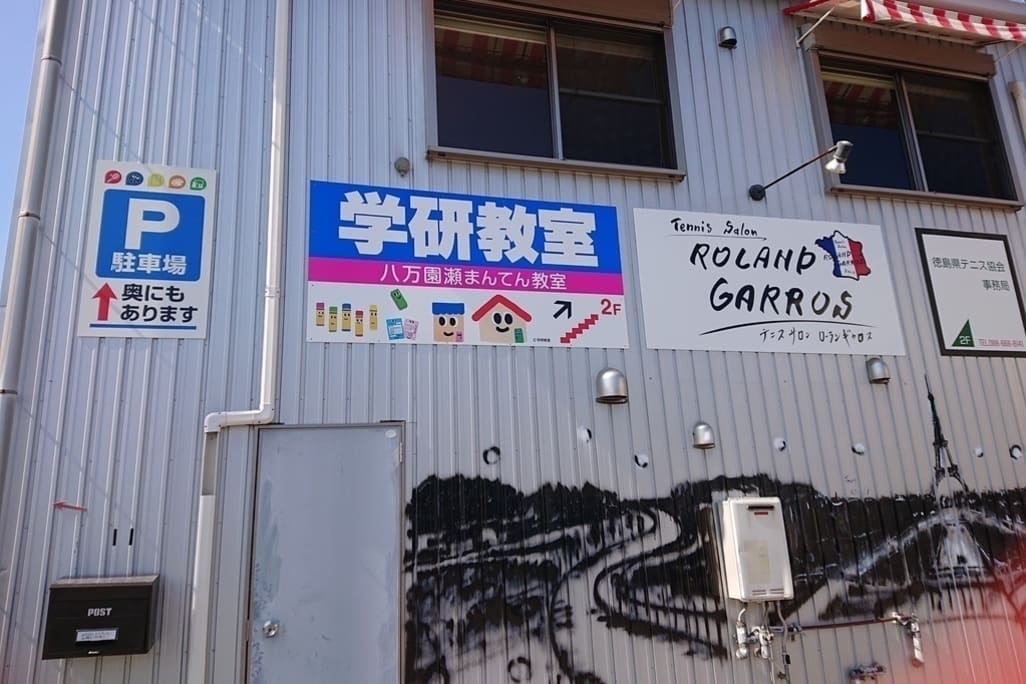 P
駐車場
奥にも
あります
学研教室
八万園瀬まんてん教室
2F
Tennis Salon
ROLAND
GARROS
テニスサロン ローランギャロス
徳島県テニス協会
事務局
2F
POST